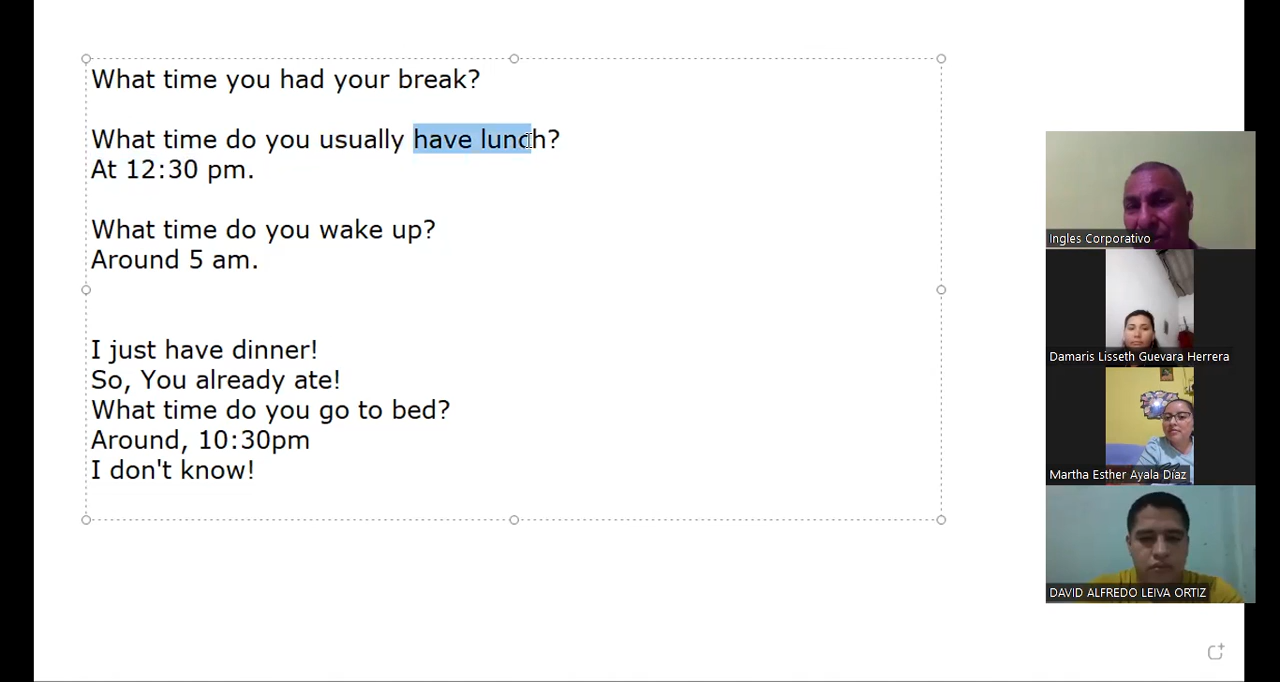 What time you had your break?
What time do you usually have lunch?
At 12:30 pm.
What time do you wake up?
Around 5 am.
I just have dinner!
So, You already ate!
What time do you go to bed?
Around, 10:30pm
I don't know!
Ingles Corporativo
Damaris Lisseth Guevara Herrera
Martha Esther Ayala Diaz
DAVID ALFREDO LEIVA ORTIZ